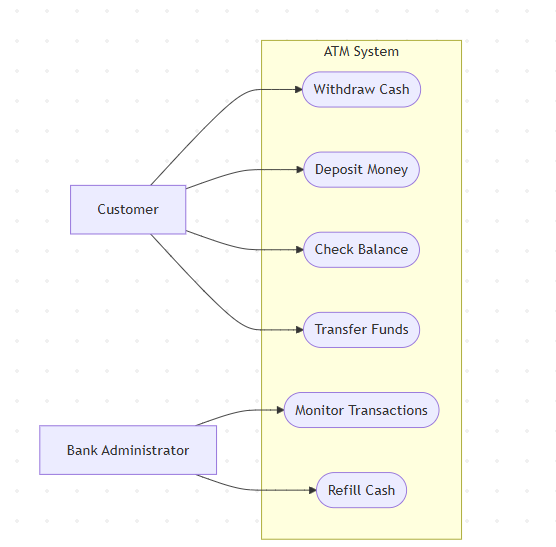 ATM System
Withdraw Cash
Deposit Money
Customer
Check Balance
Transfer Funds
Monitor Transactions
Bank Administrator
Refill Cash